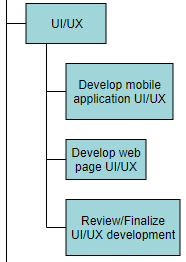 UI/UX
Develop mobile
application UI/UX
Develop web
page UI/UX
Review/Finalize
UI/UX development